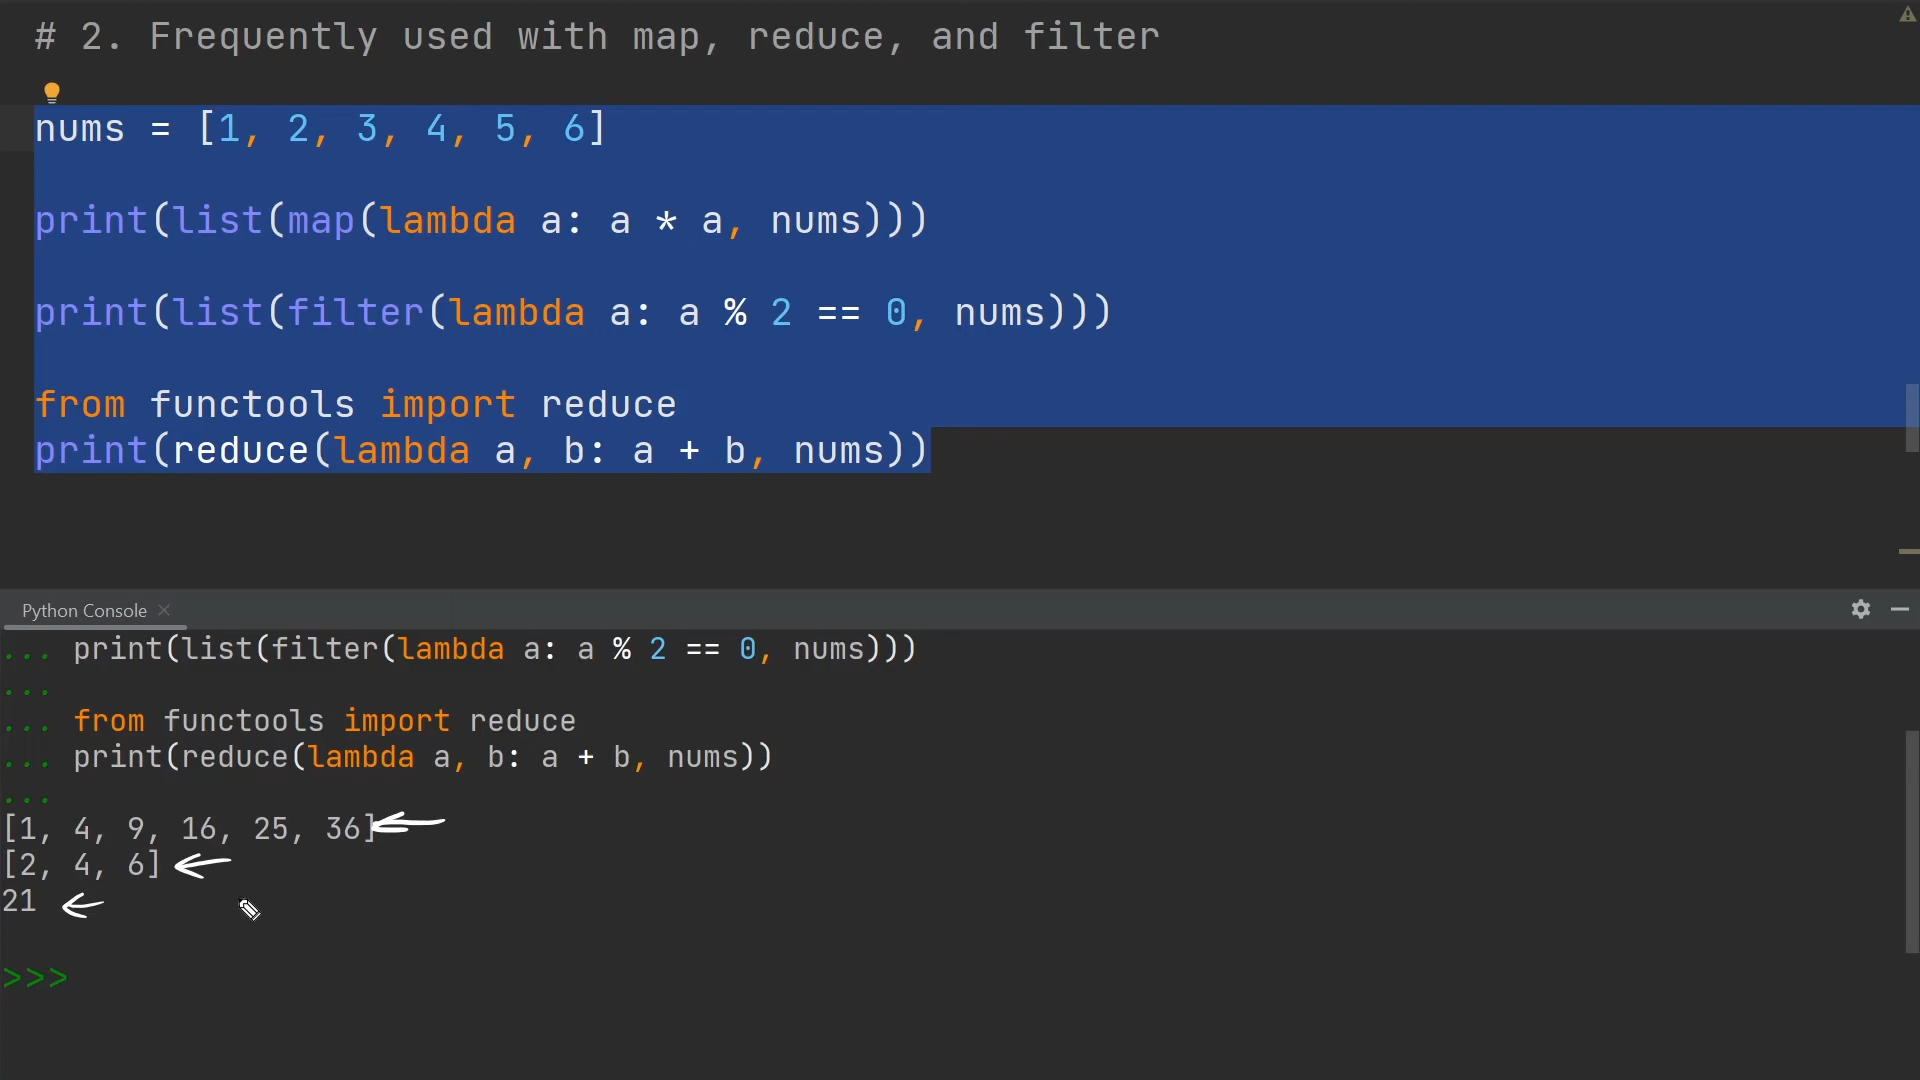 # 2. Frequently used with map, reduce, and filter
nums = [1, 2, 3, 4, 5, 6]
print(list(map(lambda a: a * a, nums)))
print(list(filter(lambda a: a % 2 == 0, nums)))
from functools import reduce
print(reduce(lambda a, b: a + b, nums))
Python Console
... print(list(filter(lambda a: a % 2 == 0, nums)))
...
... from functools import reduce
... print(reduce(lambda a, b: a + b, nums))
...
[1, 4, 9, 16, 25, 36]
[2, 4, 6]
21
>>>